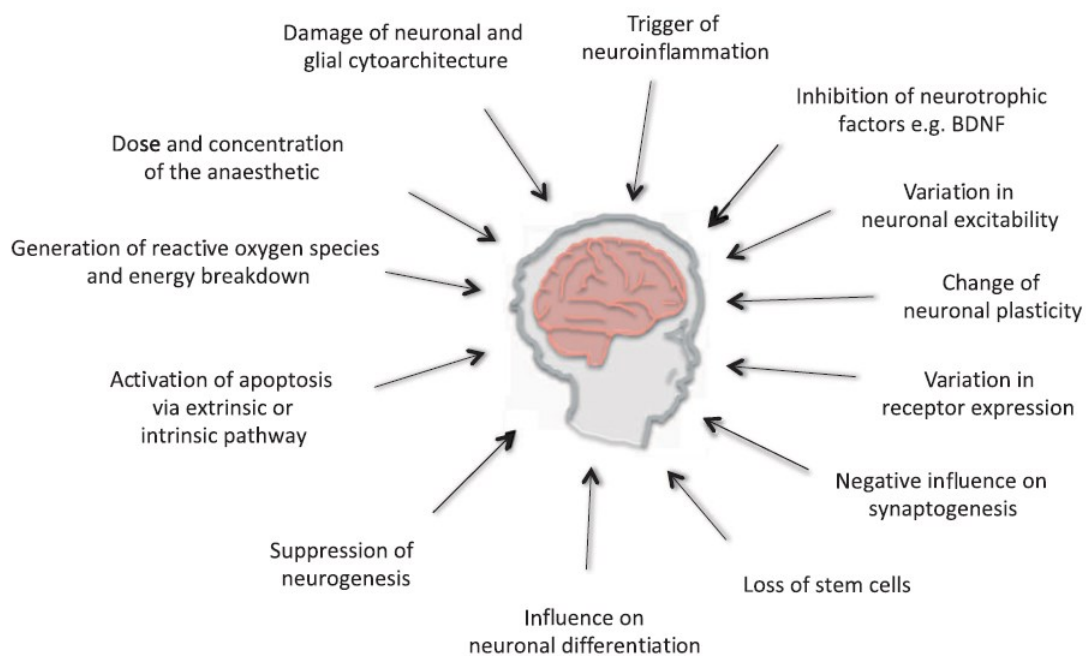 Damage of neuronal and
glial cytoarchitecture
Trigger of
neuroinflammation
Inhibition of neurotrophic
factors e.g. BDNF
Dose and concentration
of the anaesthetic
Variation in
neuronal excitability
Generation of reactive oxygen species
and energy breakdown
Change of
neuronal plasticity
Activation of apoptosis
via extrinsic or
intrinsic pathway
Variation in
receptor expression
Negative influence on
synaptogenesis
Suppression of
neurogenesis
Loss of stem cells
Influence on
neuronal differentiation